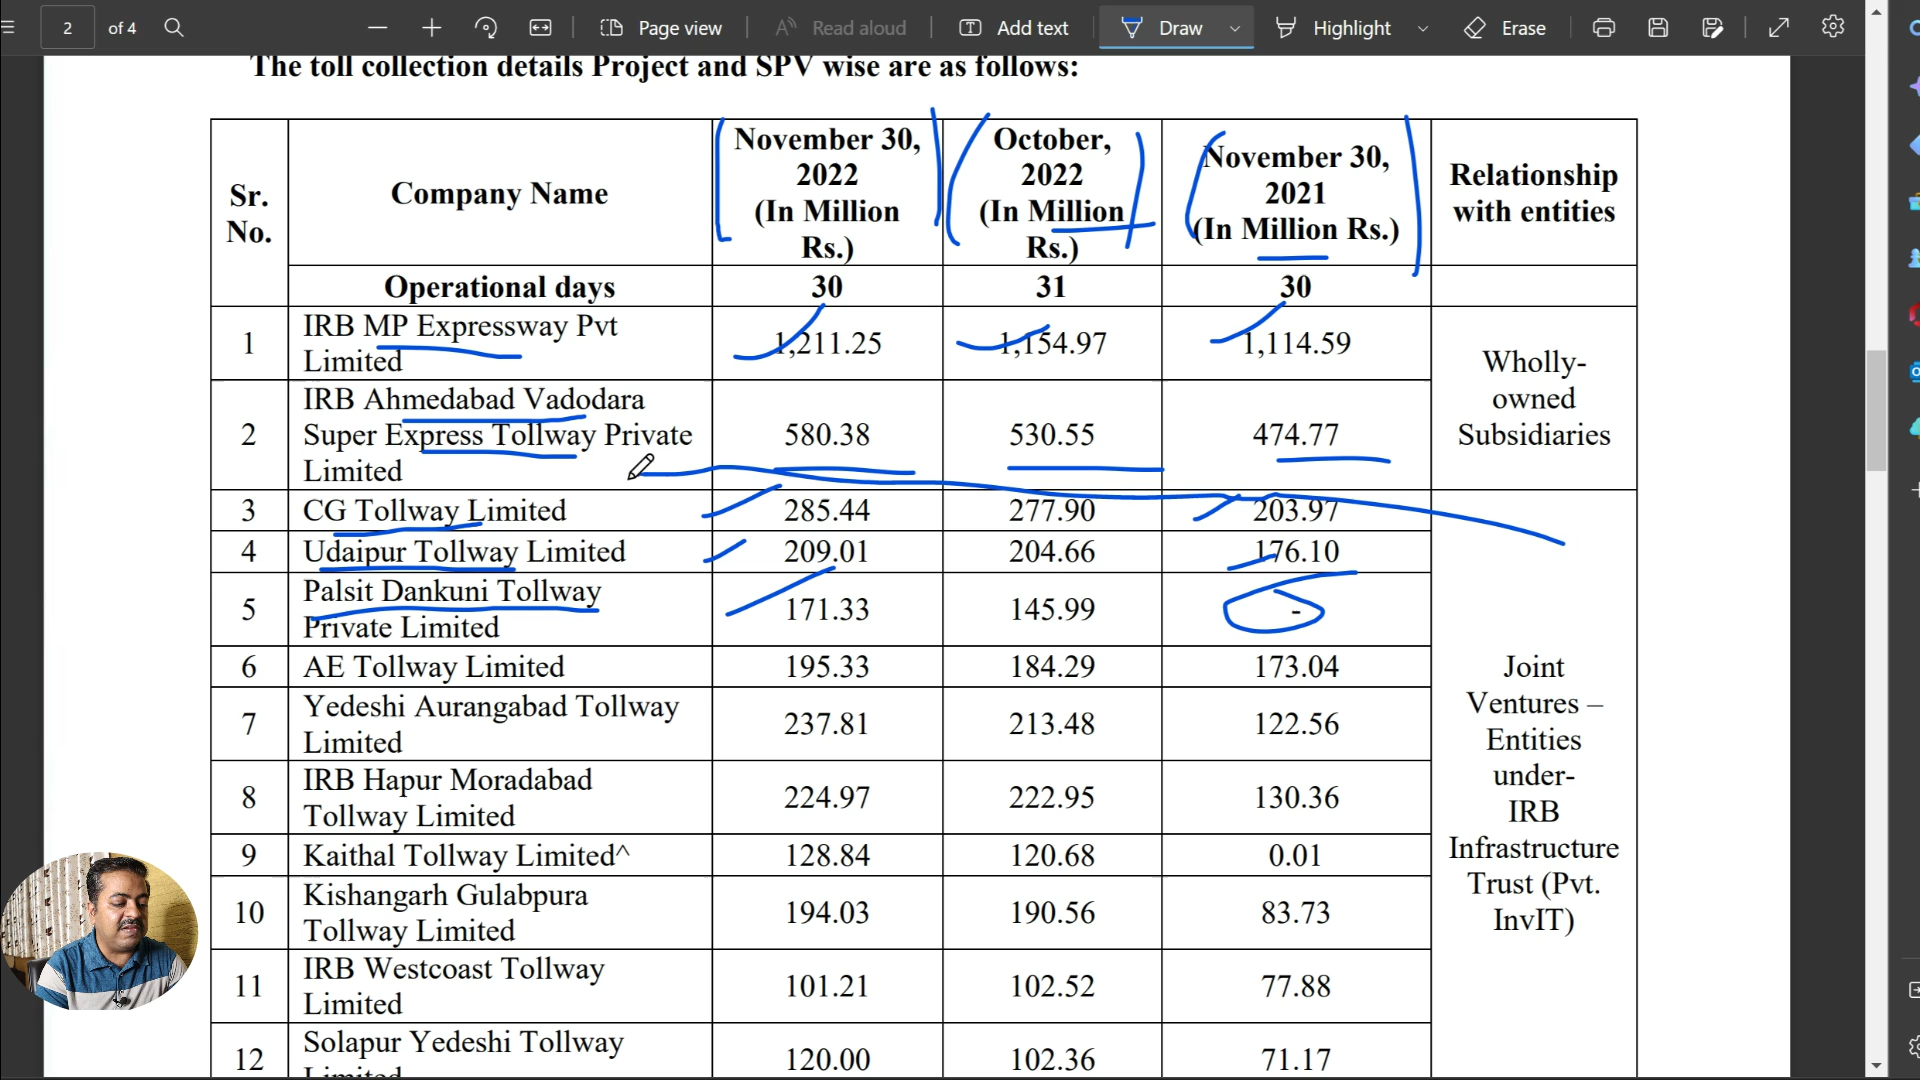 2 of 4 Page view Read aloud Add text Draw Highlight Erase
The toll collection details Project and SPV wise are as follows:
Sr. No.
Company Name
November 30, 2022 (In Million Rs.)
October, 2022 (In Million Rs.)
November 30, 2021 (In Million Rs.)
Relationship with entities
Operational days 30 31 30
1 IRB MP Expressway Pvt Limited 1,211.25 1,154.97 1,114.59
Wholly-owned Subsidiaries
2 IRB Ahmedabad Vadodara Super Express Tollway Private Limited 580.38 530.55 474.77
3 CG Tollway Limited 285.44 277.90 203.97
4 Udaipur Tollway Limited 209.01 204.66 176.10
5 Palsit Dankuni Tollway Private Limited 171.33 145.99 -
6 AE Tollway Limited 195.33 184.29 173.04
7 Yedeshi Aurangabad Tollway Limited 237.81 213.48 122.56
8 IRB Hapur Moradabad Tollway Limited 224.97 222.95 130.36
9 Kaithal Tollway Limited^ 128.84 120.68 0.01
10 Kishangarh Gulabpura Tollway Limited 194.03 190.56 83.73
11 IRB Westcoast Tollway Limited 101.21 102.52 77.88
12 Solapur Yedeshi Tollway Limited 120.00 102.36 71.17
Joint Ventures – Entities under- IRB Infrastructure Trust (Pvt. InvIT)